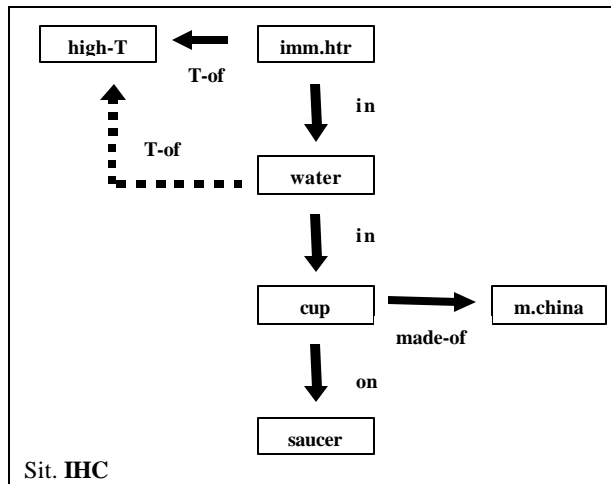 high-T
imm.htr
T-of
in
T-of
water
in
cup
m.china
made-of
on
saucer
Sit. IHC